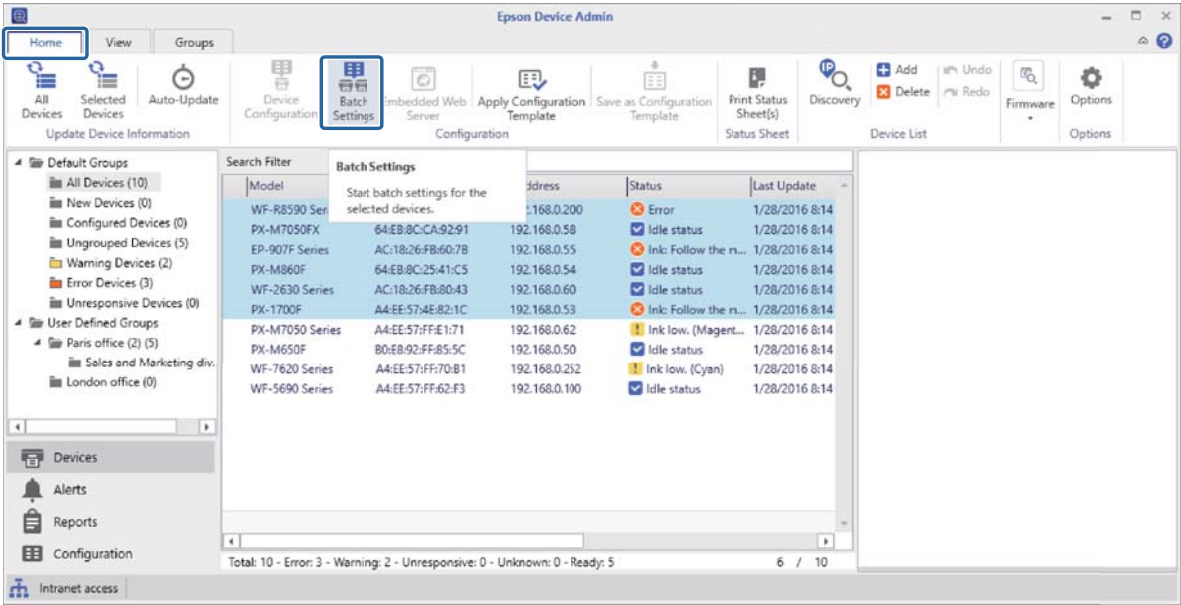 Epson Device Admin
Home View Groups
All Devices
Selected Devices
Auto-Update
Update Device Information
Device Configuration
Batch Settings
Embedded Web Server
Apply Configuration Template
Save as Configuration Template
Configuration
Print Status Sheet(s)
Status Sheet
IP
Discovery
Add
Delete
Undo
Redo
Device List
Firmware
Options
Options
Default Groups
All Devices (10)
New Devices (0)
Configured Devices (0)
Ungrouped Devices (5)
Warning Devices (2)
Error Devices (3)
Unresponsive Devices (0)
User Defined Groups
Paris office (2) (5)
Sales and Marketing div.
London office (0)
Devices
Alerts
Reports
Configuration
Search Filter
Batch Settings
Start batch settings for the
selected devices.
Model ddress Status Last Update
WF-R8590 Ser .168.0.200 Error 1/28/2016 8:14
PX-M7050FX 64:EB:8C:CA:92:91 192.168.0.58 Idle status 1/28/2016 8:14
EP-907F Series AC:18:26:FB:60:7B 192.168.0.55 Ink: Follow the n... 1/28/2016 8:14
PX-M860F 64:EB:8C:25:41:C5 192.168.0.54 Idle status 1/28/2016 8:14
WF-2630 Series AC:18:26:FB:80:43 192.168.0.60 Idle status 1/28/2016 8:14
PX-1700F A4:EE:57:4E:82:1C 192.168.0.53 Ink: Follow the n... 1/28/2016 8:14
PX-M7050 Series A4:EE:57:FF:E1:71 192.168.0.62 Ink low. (Magent... 1/28/2016 8:14
PX-M650F B0:E8:92:FF:85:5C 192.168.0.50 Idle status 1/28/2016 8:14
WF-7620 Series A4:EE:57:FF:70:B1 192.168.0.252 Ink low. (Cyan) 1/28/2016 8:14
WF-5690 Series A4:EE:57:FF:62:F3 192.168.0.100 Idle status 1/28/2016 8:14
Total: 10 - Error: 3 - Warning: 2 - Unresponsive: 0 - Unknown: 0 - Ready: 5 6 / 10
Intranet access